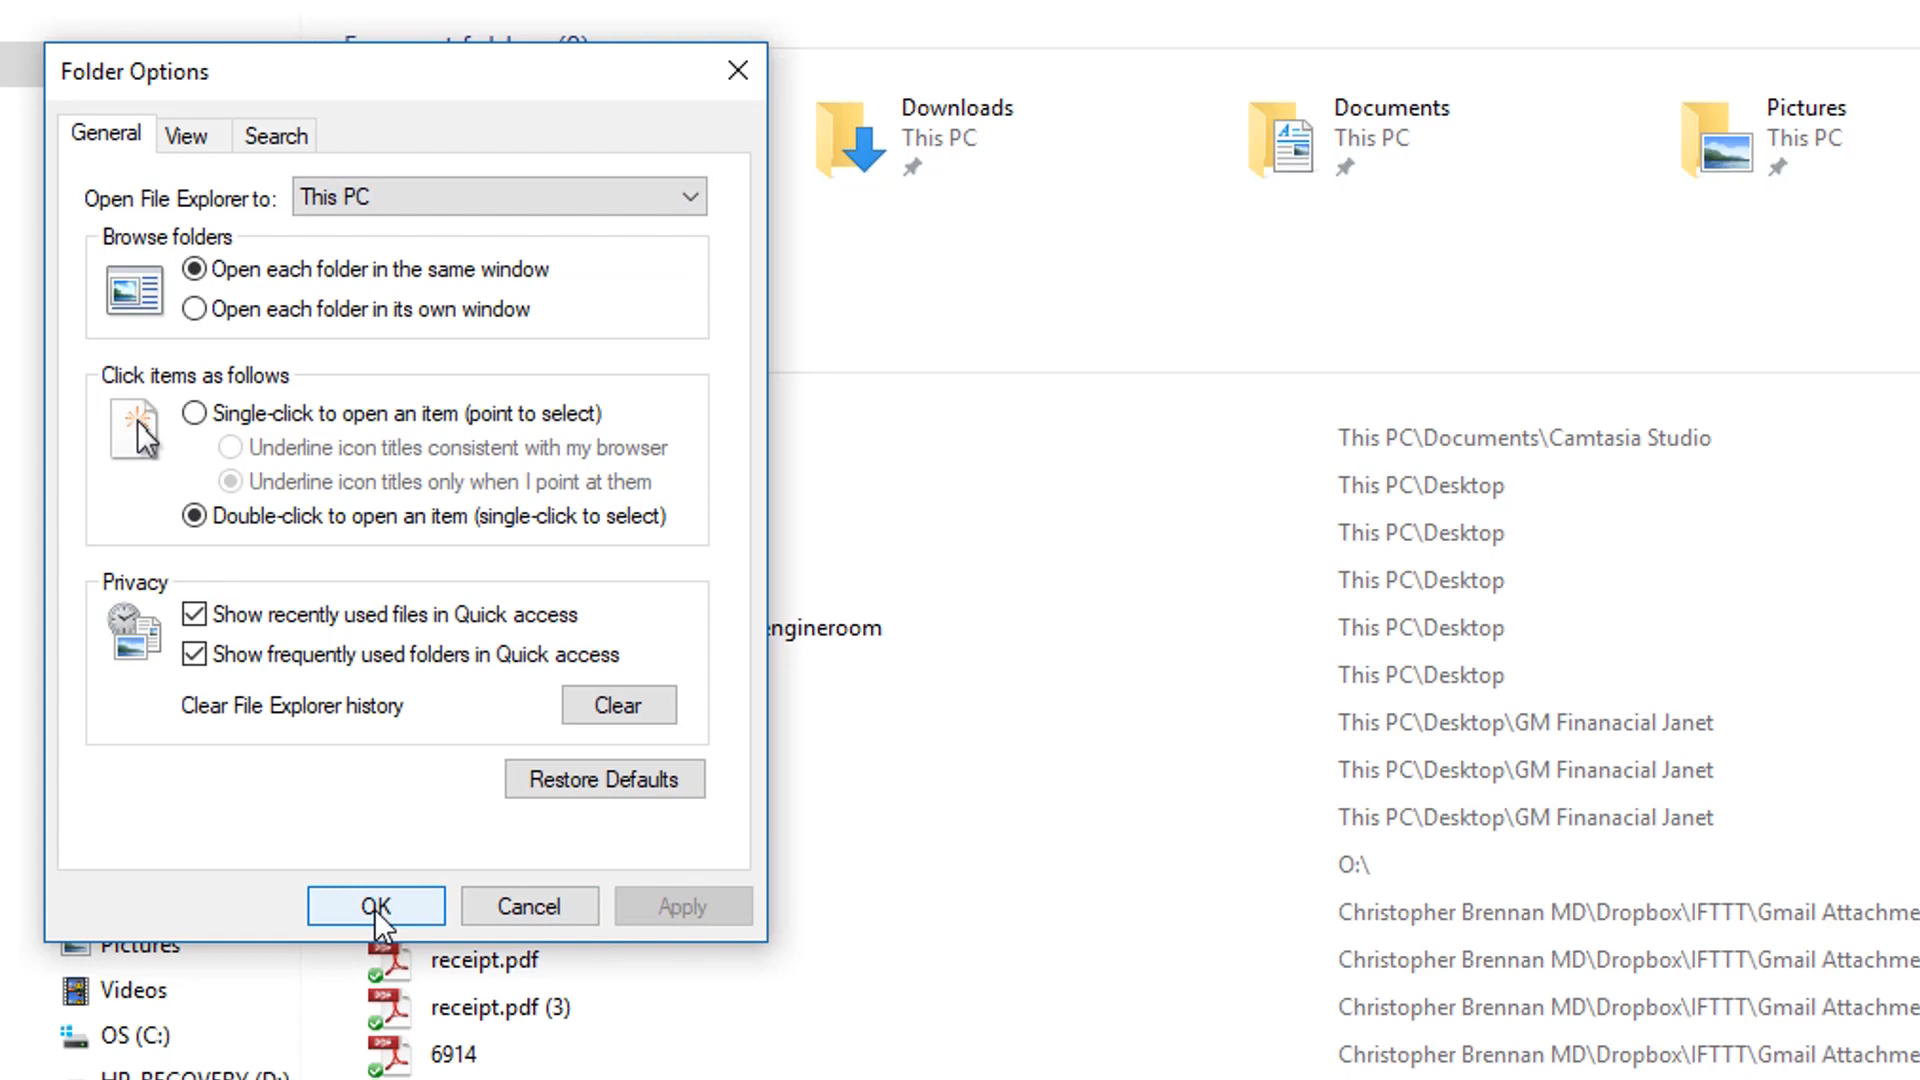 Folder Options
General
View
Search
Open File Explorer to:
This PC
Browse folders
Open each folder in the same window
Open each folder in its own window
Click items as follows
Single-click to open an item (point to select)
Underline icon titles consistent with my browser
Underline icon titles only when I point at them
Double-click to open an item (single-click to select)
Privacy
Show recently used files in Quick access
Show frequently used folders in Quick access
Clear File Explorer history
Clear
Restore Defaults
OK
Cancel
Apply
Downloads
This PC
Documents
This PC
Pictures
This PC
This PC\Documents\Camtasia Studio
This PC\Desktop
This PC\Desktop
This PC\Desktop
engineroom
This PC\Desktop
This PC\Desktop
This PC\Desktop\GM Finanacial Janet
This PC\Desktop\GM Finanacial Janet
This PC\Desktop\GM Finanacial Janet
O:\
Christopher Brennan MD\Dropbox\IFTTT\Gmail Attachme
Pictures
receipt.pdf
Christopher Brennan MD\Dropbox\IFTTT\Gmail Attachme
Videos
receipt.pdf (3)
Christopher Brennan MD\Dropbox\IFTTT\Gmail Attachme
OS (C:)
6914
Christopher Brennan MD\Dropbox\IFTTT\Gmail Attachme